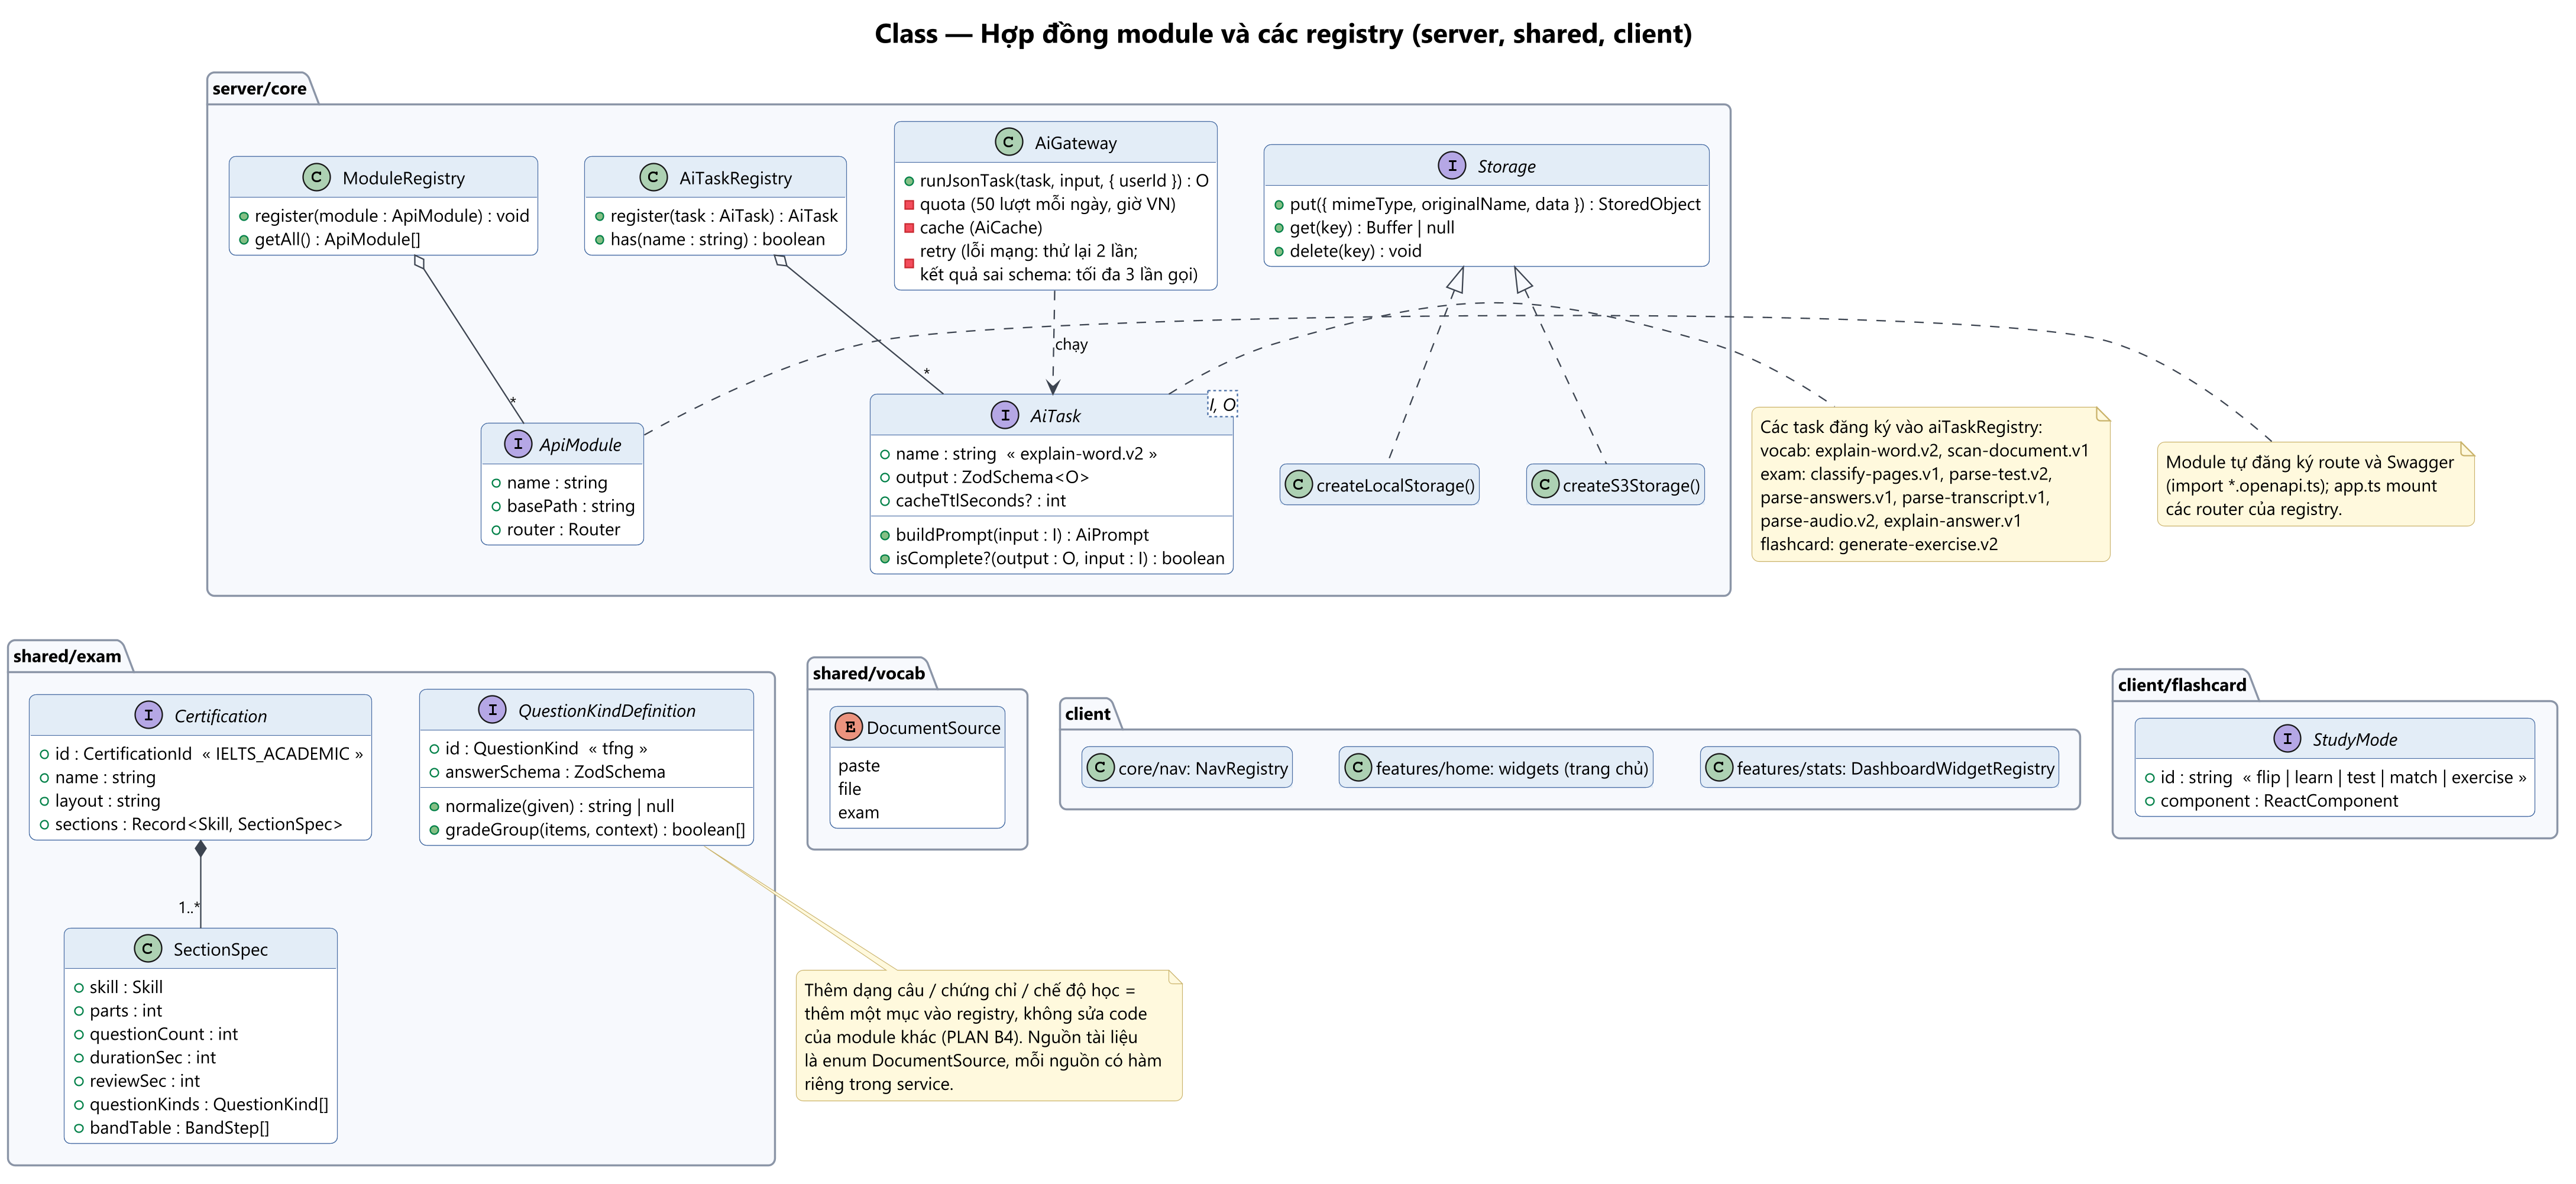 Class — Hợp đồng module và các registry (server, shared, client)
server/core
C ModuleRegistry
register(module : ApiModule) : void
getAll() : ApiModule[]
C AiTaskRegistry
register(task : AiTask) : AiTask
has(name : string) : boolean
C AiGateway
runJsonTask(task, input, { userId }) : O
quota (50 lượt mỗi ngày, giờ VN)
cache (AiCache)
retry (lỗi mạng: thử lại 2 lần;
kết quả sai schema: tối đa 3 lần gọi)
I Storage
put({ mimeType, originalName, data }) : StoredObject
get(key) : Buffer | null
delete(key) : void
chạy
*
*
I ApiModule
name : string
basePath : string
router : Router
I AiTask
I, O
name : string « explain-word.v2 »
output : ZodSchema<O>
cacheTtlSeconds? : int
buildPrompt(input : I) : AiPrompt
isComplete?(output : O, input : I) : boolean
C createLocalStorage()
C createS3Storage()
Các task đăng ký vào aiTaskRegistry:
vocab: explain-word.v2, scan-document.v1
exam: classify-pages.v1, parse-test.v2,
parse-answers.v1, parse-transcript.v1,
parse-audio.v2, explain-answer.v1
flashcard: generate-exercise.v2
Module tự đăng ký route và Swagger
(import *.openapi.ts); app.ts mount
các router của registry.
shared/exam
I Certification
id : CertificationId « IELTS_ACADEMIC »
name : string
layout : string
sections : Record<Skill, SectionSpec>
I QuestionKindDefinition
id : QuestionKind « tfng »
answerSchema : ZodSchema
normalize(given) : string | null
gradeGroup(items, context) : boolean[]
1..*
C SectionSpec
skill : Skill
parts : int
questionCount : int
durationSec : int
reviewSec : int
questionKinds : QuestionKind[]
bandTable : BandStep[]
shared/vocab
E DocumentSource
paste
file
exam
client
C core/nav: NavRegistry
C features/home: widgets (trang chủ)
C features/stats: DashboardWidgetRegistry
client/flashcard
I StudyMode
id : string « flip | learn | test | match | exercise »
component : ReactComponent
Thêm dạng câu / chứng chỉ / chế độ học =
thêm một mục vào registry, không sửa code
của module khác (PLAN B4). Nguồn tài liệu
là enum DocumentSource, mỗi nguồn có hàm
riêng trong service.